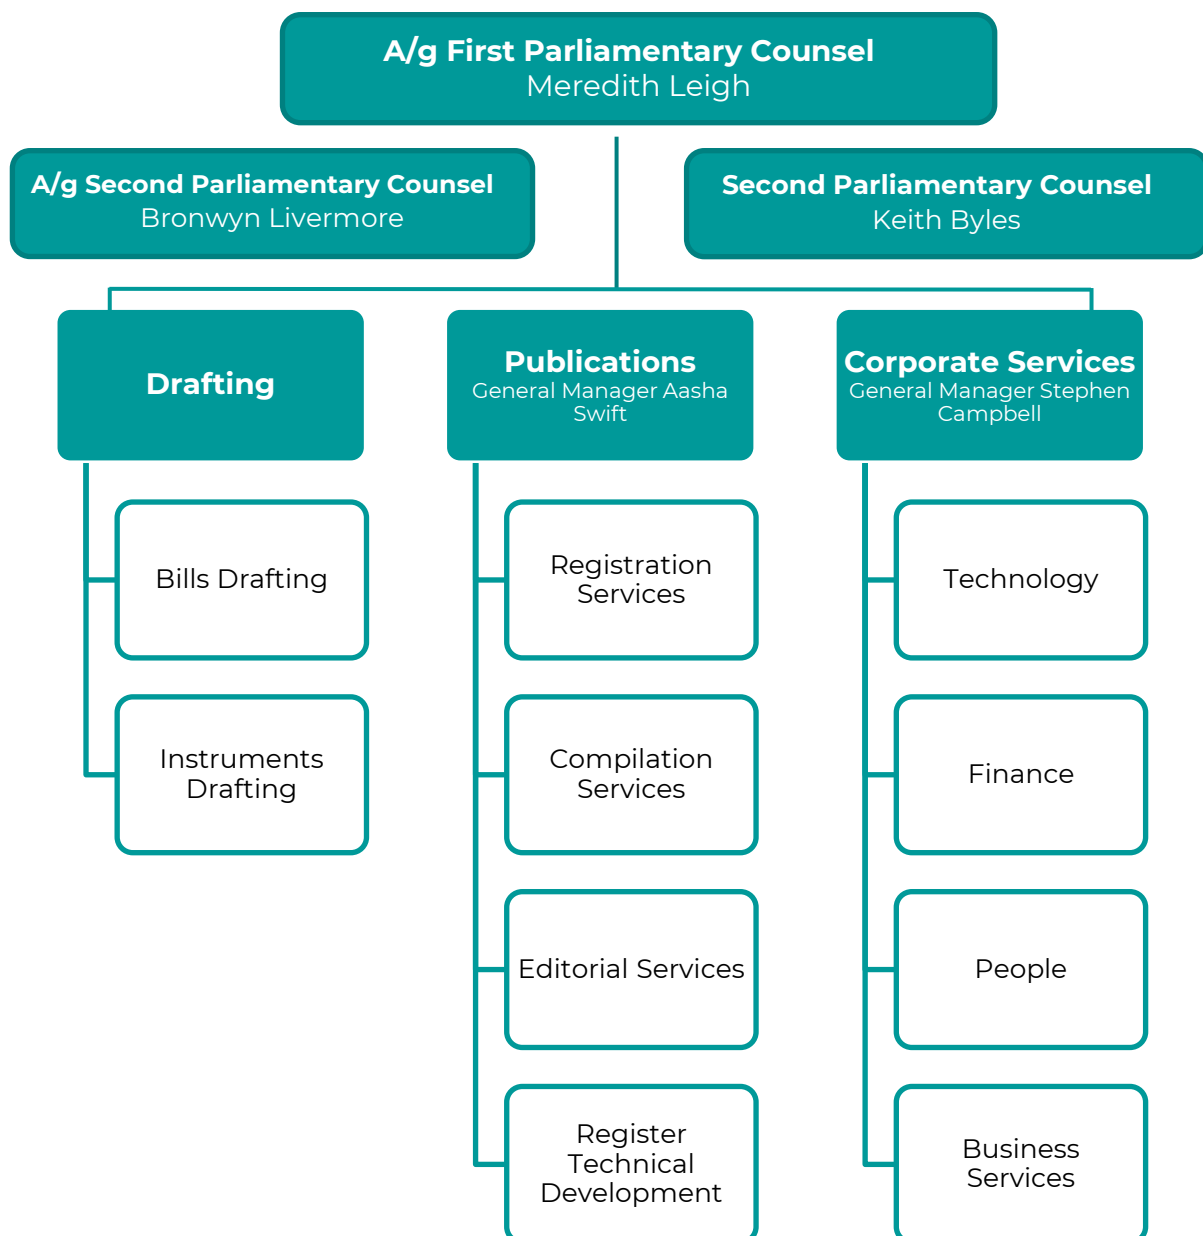 A/g First Parliamentary Counsel
Meredith Leigh
A/g Second Parliamentary Counsel
Bronwyn Livermore
Second Parliamentary Counsel
Keith Byles
Drafting
Publications
General Manager Aasha
Swift
Corporate Services
General Manager Stephen
Campbell
Bills Drafting
Instruments
Drafting
Registration
Services
Compilation
Services
Editorial Services
Register
Technical
Development
Technology
Finance
People
Business
Services